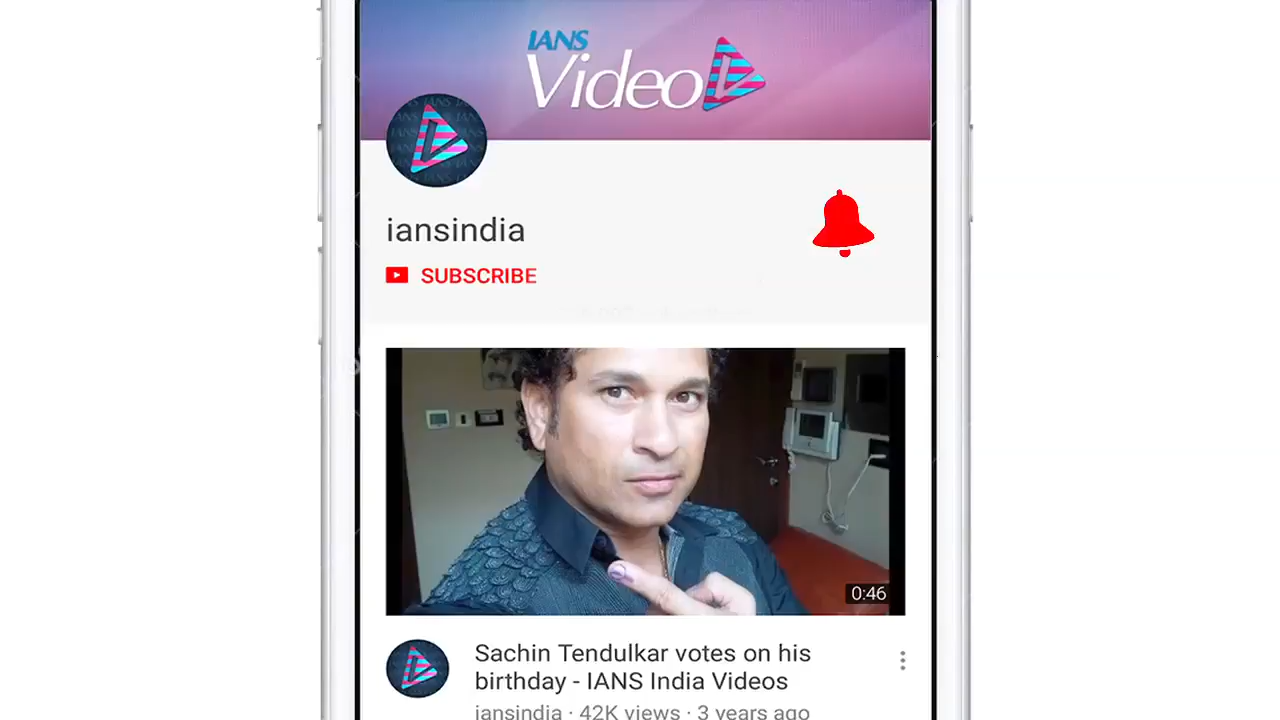 IANS
Video
iansindia
SUBSCRIBE
0:46
Sachin Tendulkar votes on his
birthday - IANS India Videos
iansindia · 42K views · 3 years ago